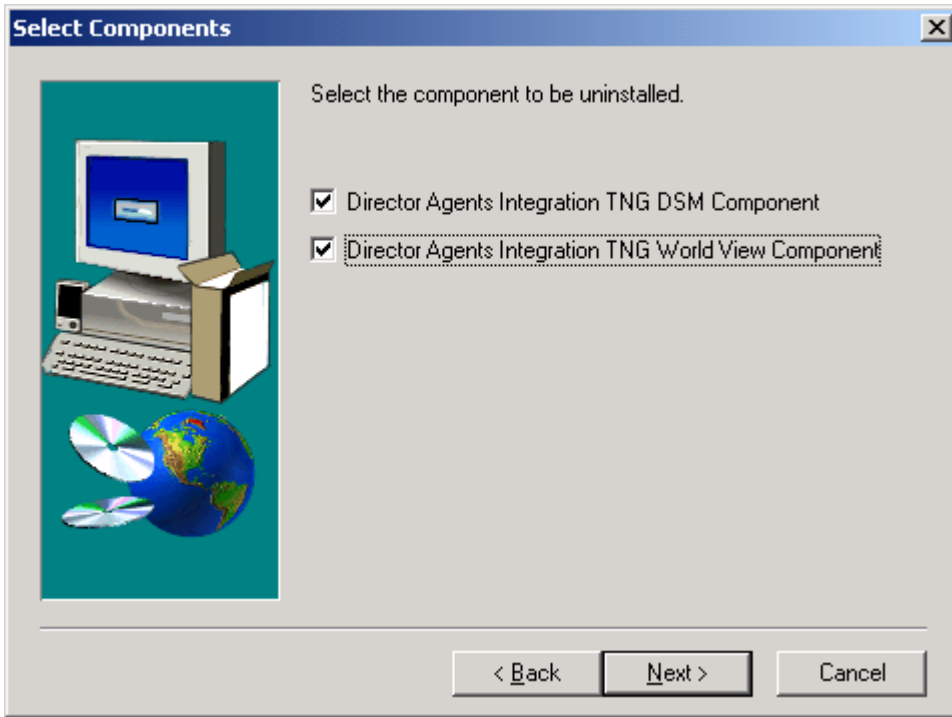 Select Components
Select the component to be uninstalled.
Director Agents Integration TNG DSM Component
Director Agents Integration TNG World View Component
< Back
Next >
Cancel